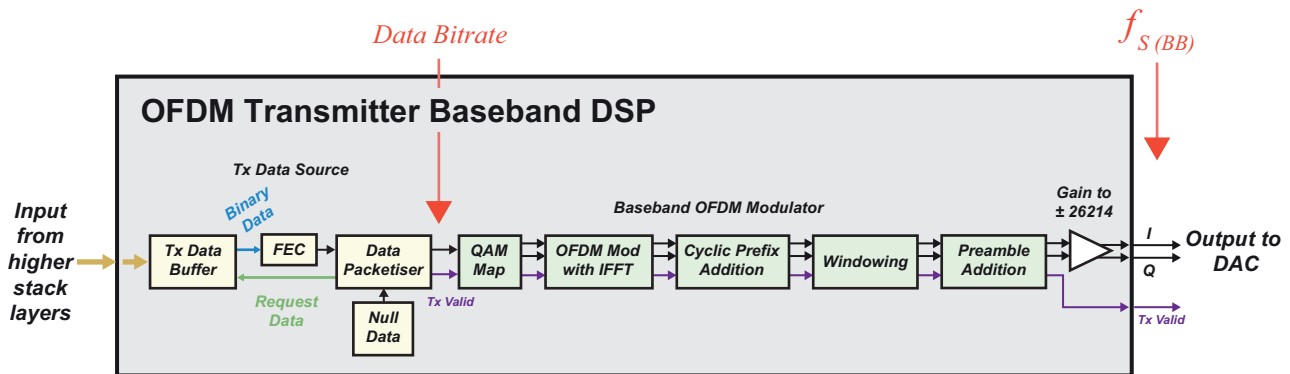 Data Bitrate
f S (BB)
OFDM Transmitter Baseband DSP
Tx Data Source
Binary
Data
Baseband OFDM Modulator
Gain to
± 26214
Input
from
higher
stack
layers
Tx Data
Buffer
FEC
Data
Packetiser
QAM
Map
OFDM Mod
with IFFT
Cyclic Prefix
Addition
Windowing
Preamble
Addition
I
Q
Output to
DAC
Request
Data
Tx Valid
Null
Data
Tx Valid